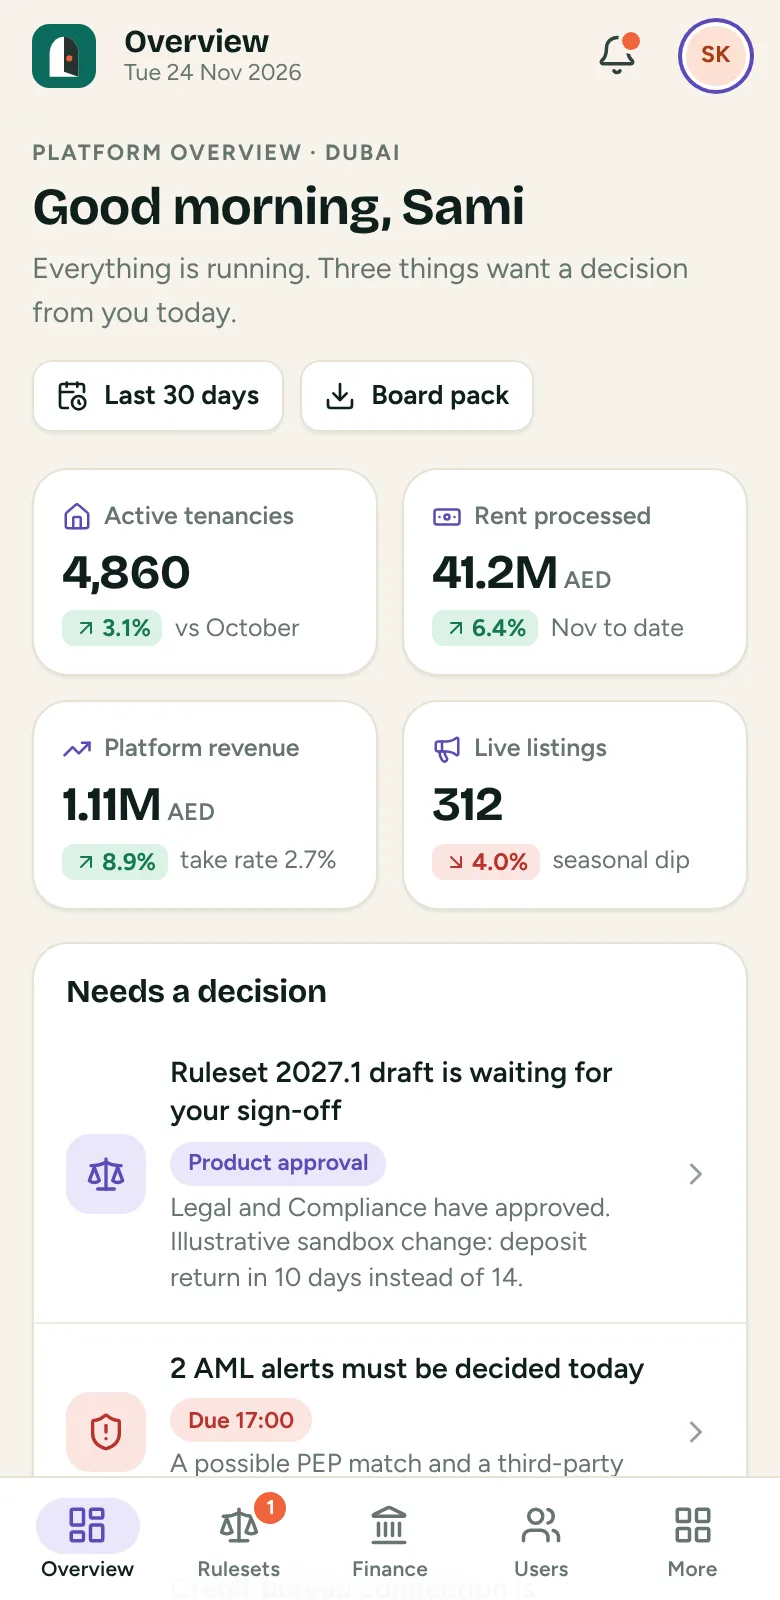 Overview
Tue 24 Nov 2026
SK
PLATFORM OVERVIEW · DUBAI
Good morning, Sami
Everything is running. Three things want a decision
from you today.
Last 30 days
Board pack
Active tenancies
4,860
3.1% vs October
Rent processed
41.2M AED
6.4% Nov to date
Platform revenue
1.11M AED
8.9% take rate 2.7%
Live listings
312
4.0% seasonal dip
Needs a decision
Ruleset 2027.1 draft is waiting for
your sign-off
Product approval
Legal and Compliance have approved.
Illustrative sandbox change: deposit
return in 10 days instead of 14.
2 AML alerts must be decided today
Due 17:00
A possible PEP match and a third-party
1
Overview
Rulesets
Finance
Users
More
Credit bureau connection is